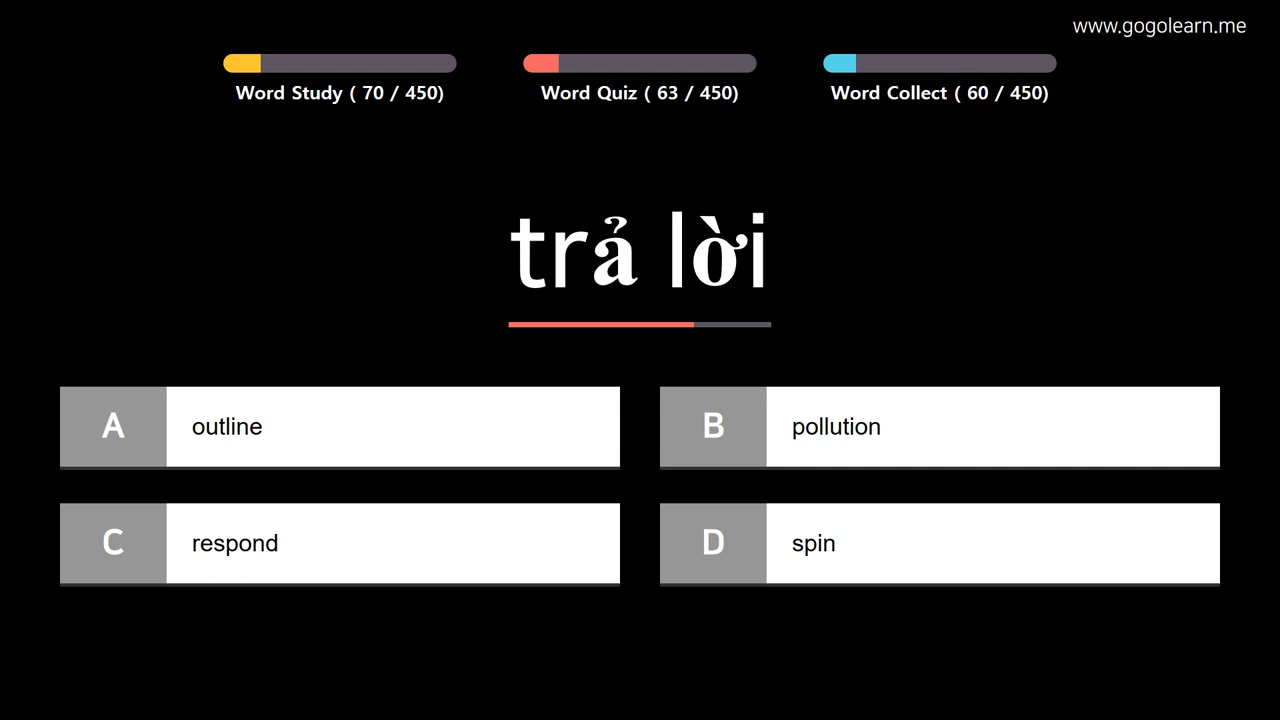 www.gogolearn.me
Word Study ( 70 / 450)
Word Quiz ( 63 / 450)
Word Collect ( 60 / 450)
trả lời
A outline
B pollution
C respond
D spin